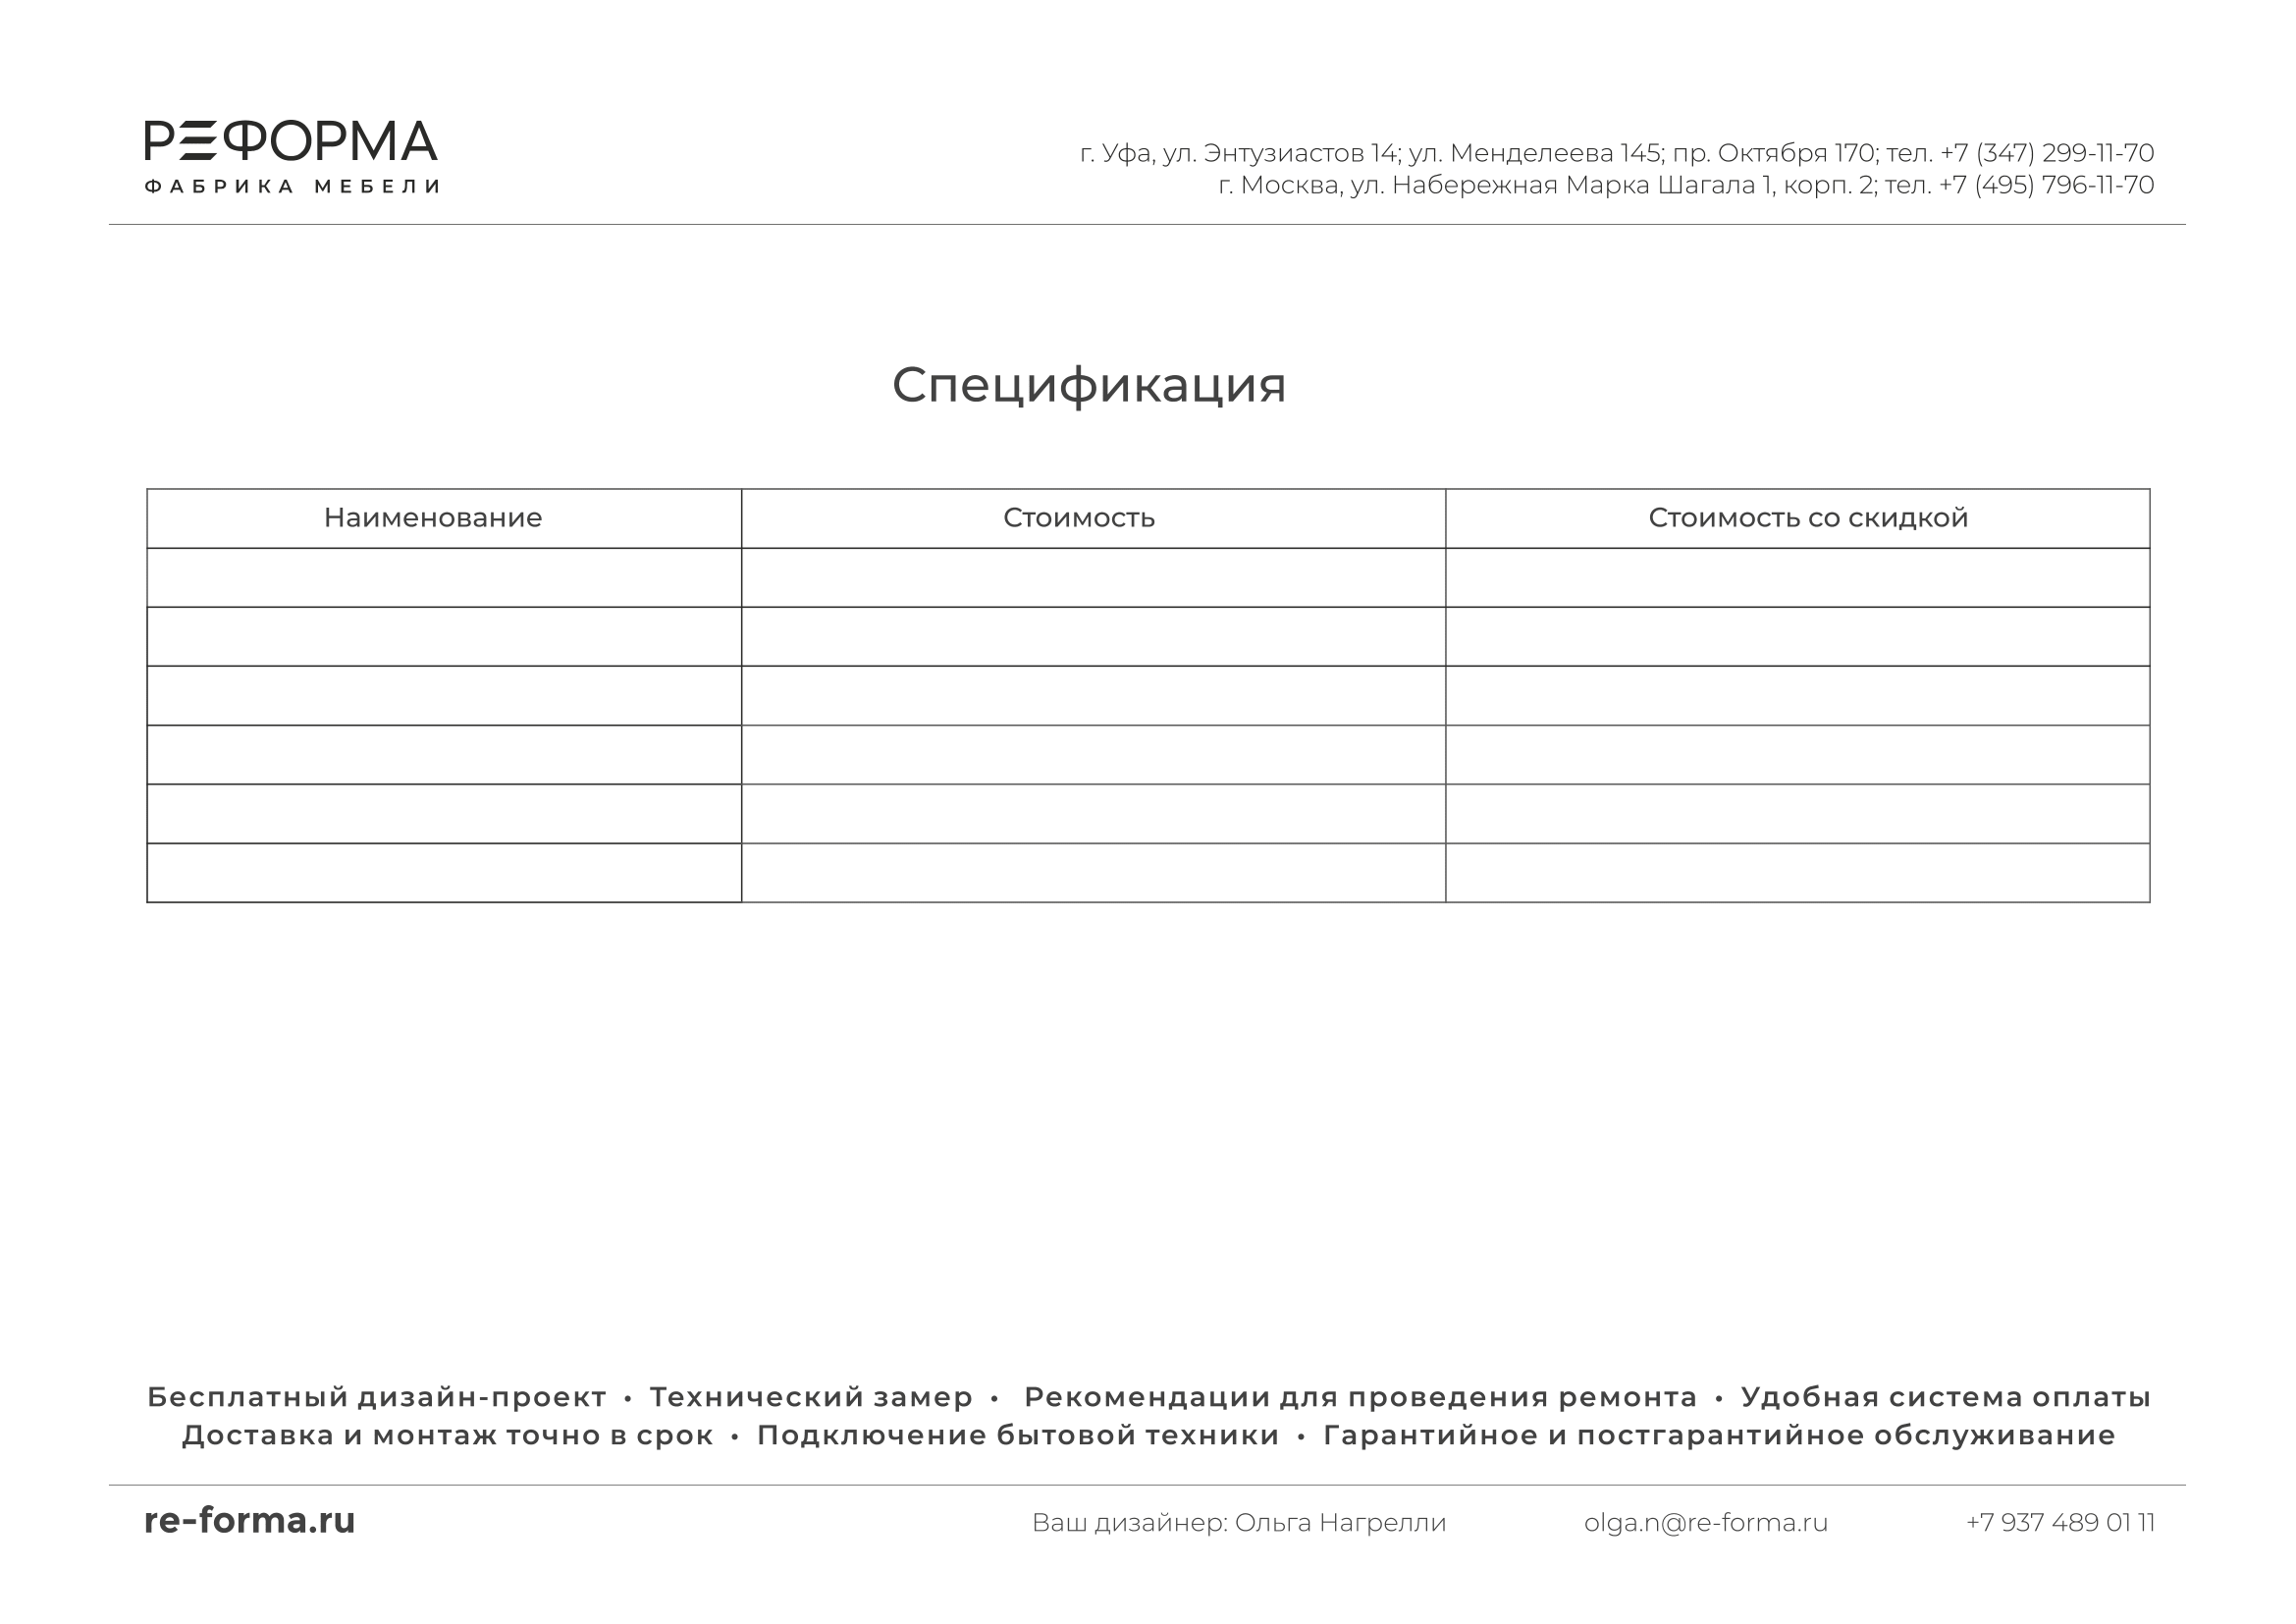 РЕФОРМА
ФАБРИКА МЕБЕЛИ
г. Уфа, ул. Энтузиастов 14; ул. Менделеева 145; пр. Октября 170; тел. +7 (347) 299-11-70
г. Москва, ул. Набережная Марка Шагала 1, корп. 2; тел. +7 (495) 796-11-70
Спецификация
Наименование Стоимость Стоимость со скидкой
Бесплатный дизайн-проект • Технический замер • Рекомендации для проведения ремонта • Удобная система оплаты
Доставка и монтаж точно в срок • Подключение бытовой техники • Гарантийное и постгарантийное обслуживание
re-forma.ru Ваш дизайнер: Ольга Нагрелли olga.n@re-forma.ru +7 937 489 01 11